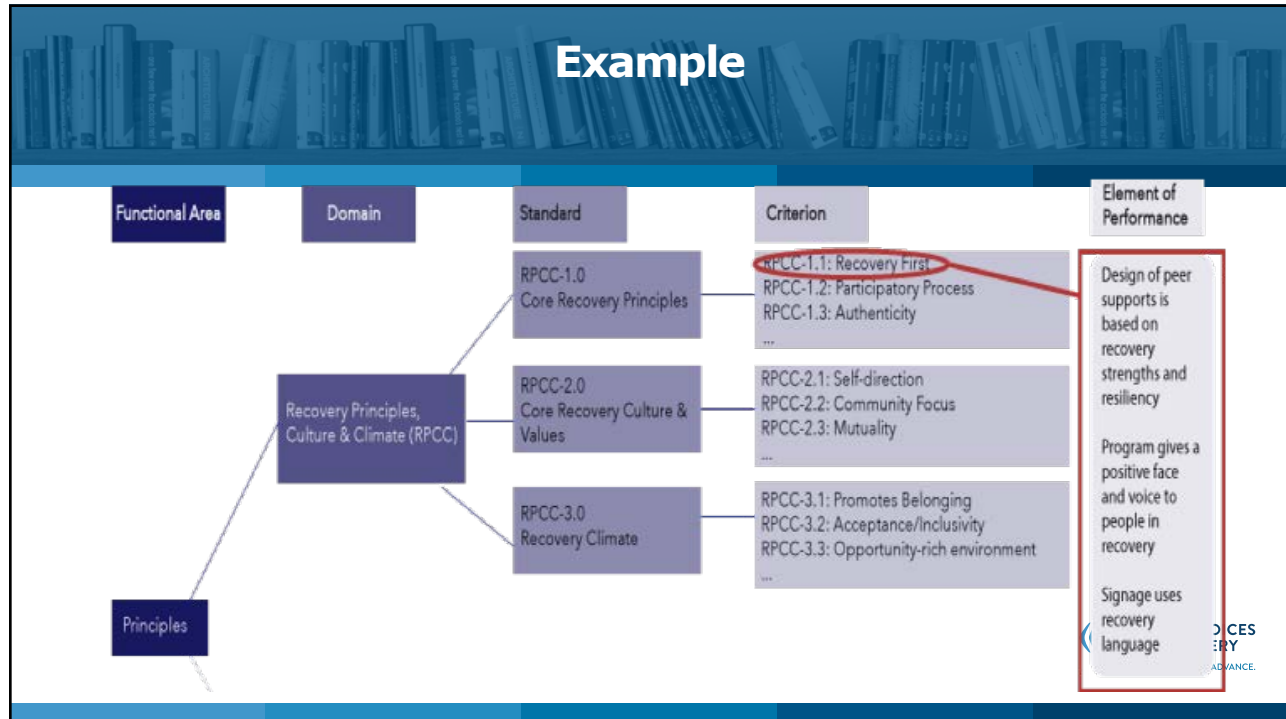 Example
Functional Area
Domain
Standard
Criterion
Element of
Performance
RPCC-1.0
Core Recovery Principles
RPCC-1.1: Recovery First
RPCC-1.2: Participatory Process
RPCC-1.3: Authenticity
...
Recovery Principles,
Culture & Climate (RPCC)
RPCC-2.0
Core Recovery Culture &
Values
RPCC-2.1: Self-direction
RPCC-2.2: Community Focus
RPCC-2.3: Mutuality
...
RPCC-3.0
Recovery Climate
RPCC-3.1: Promotes Belonging
RPCC-3.2: Acceptance/Inclusivity
RPCC-3.3: Opportunity-rich environment
...
Principles
Design of peer
supports is
based on
recovery
strengths and
resiliency
Program gives a
positive face
and voice to
people in
recovery
Signage uses
recovery
language